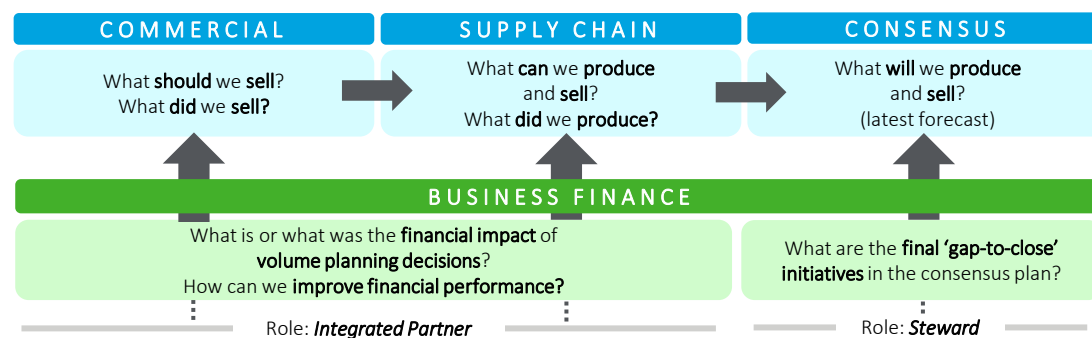 COMMERCIAL
What should we sell?
What did we sell?
SUPPLY CHAIN
What can we produce
and sell?
What did we produce?
CONSENSUS
What will we produce
and sell?
(latest forecast)
BUSINESS FINANCE
What is or what was the financial impact of
volume planning decisions?
How can we improve financial performance?
What are the final ‘gap-to-close’
initiatives in the consensus plan?
Role: Integrated Partner
Role: Steward